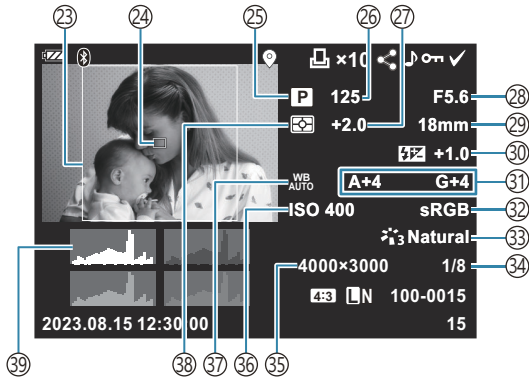 23 24 25 26 27
×10
P 125 F5.6 28
+2.0 18mm 29
+1.0 30
WB AUTO A+4 G+4 31
ISO 400 sRGB 32
3 Natural 33
4000×3000 1/8 34
4:3 L N 100-0015
2023.08.15 12:30:00 15
39 38 37 36 35